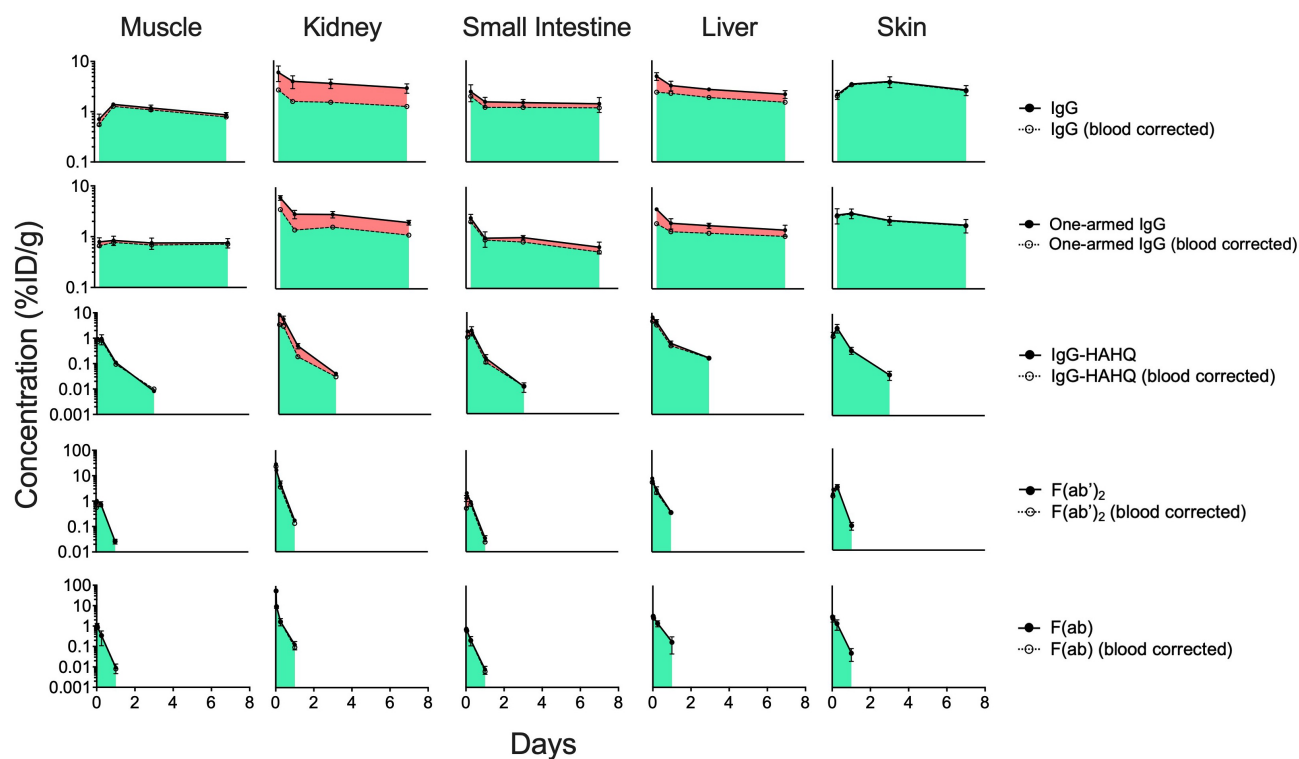 Muscle Kidney Small Intestine Liver Skin
Concentration (%ID/g)
10
1
0.1
IgG
IgG (blood corrected)
10
1
0.1
One-armed IgG
One-armed IgG (blood corrected)
10
1
0.1
0.01
0.001
IgG-HAHQ
IgG-HAHQ (blood corrected)
100
10
1
0.1
0.01
F(ab’)₂
F(ab’)₂ (blood corrected)
100
10
1
0.1
0.01
0.001
F(ab)
F(ab) (blood corrected)
0 2 4 6 8 0 2 4 6 8 0 2 4 6 8 0 2 4 6 8 0 2 4 6 8
Days